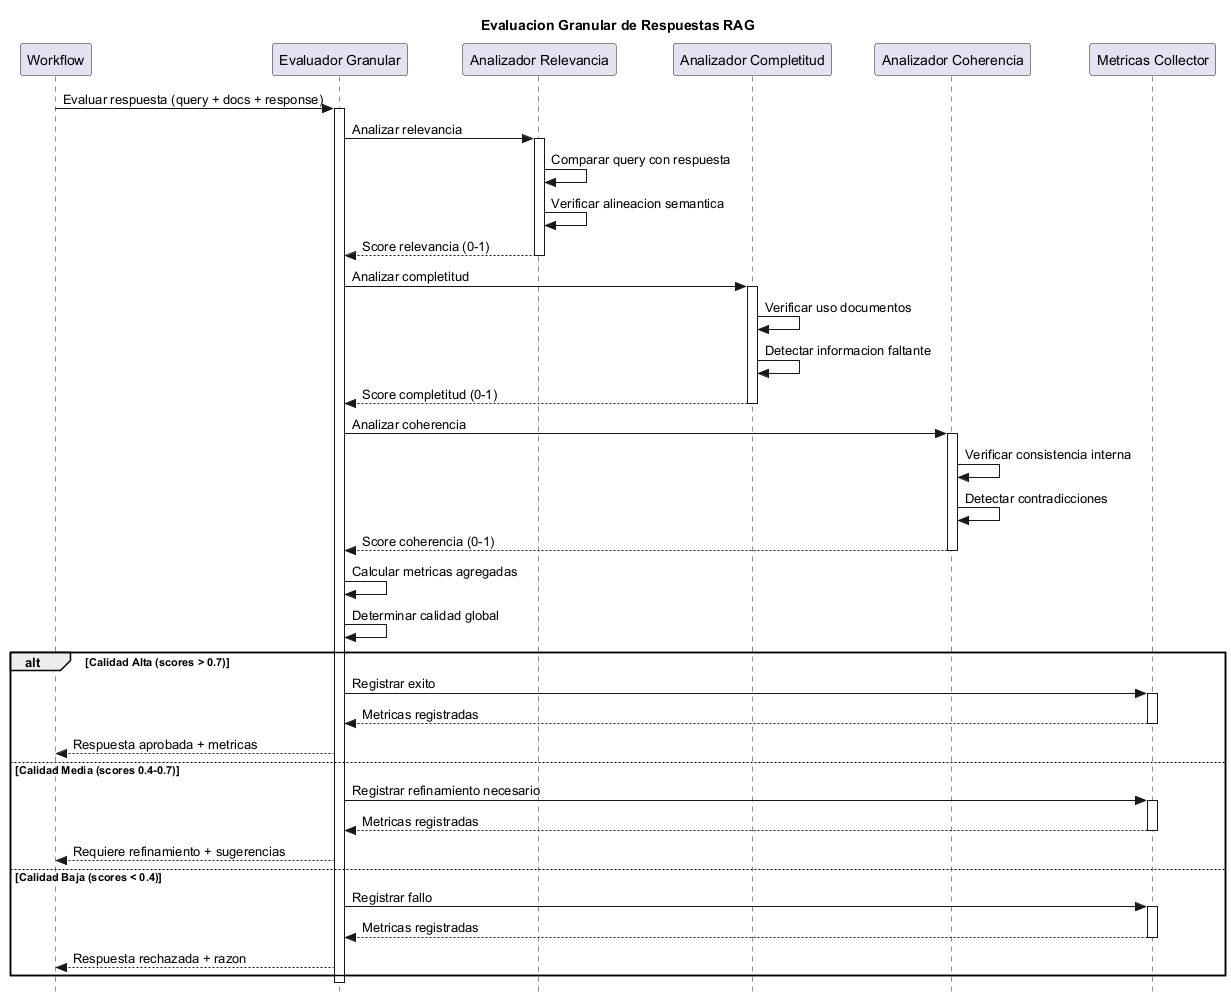 Evaluacion Granular de Respuestas RAG
Workflow
Evaluador Granular
Analizador Relevancia
Analizador Completitud
Analizador Coherencia
Metricas Collector
Evaluar respuesta (query + docs + response)
Analizar relevancia
Comparar query con respuesta
Verificar alineacion semantica
Score relevancia (0-1)
Analizar completitud
Verificar uso documentos
Detectar informacion faltante
Score completitud (0-1)
Analizar coherencia
Verificar consistencia interna
Detectar contradicciones
Score coherencia (0-1)
Calcular metricas agregadas
Determinar calidad global
alt
[Calidad Alta (scores > 0.7)]
Registrar exito
Metricas registradas
Respuesta aprobada + metricas
[Calidad Media (scores 0.4-0.7)]
Registrar refinamiento necesario
Metricas registradas
Requiere refinamiento + sugerencias
[Calidad Baja (scores < 0.4)]
Registrar fallo
Metricas registradas
Respuesta rechazada + razon